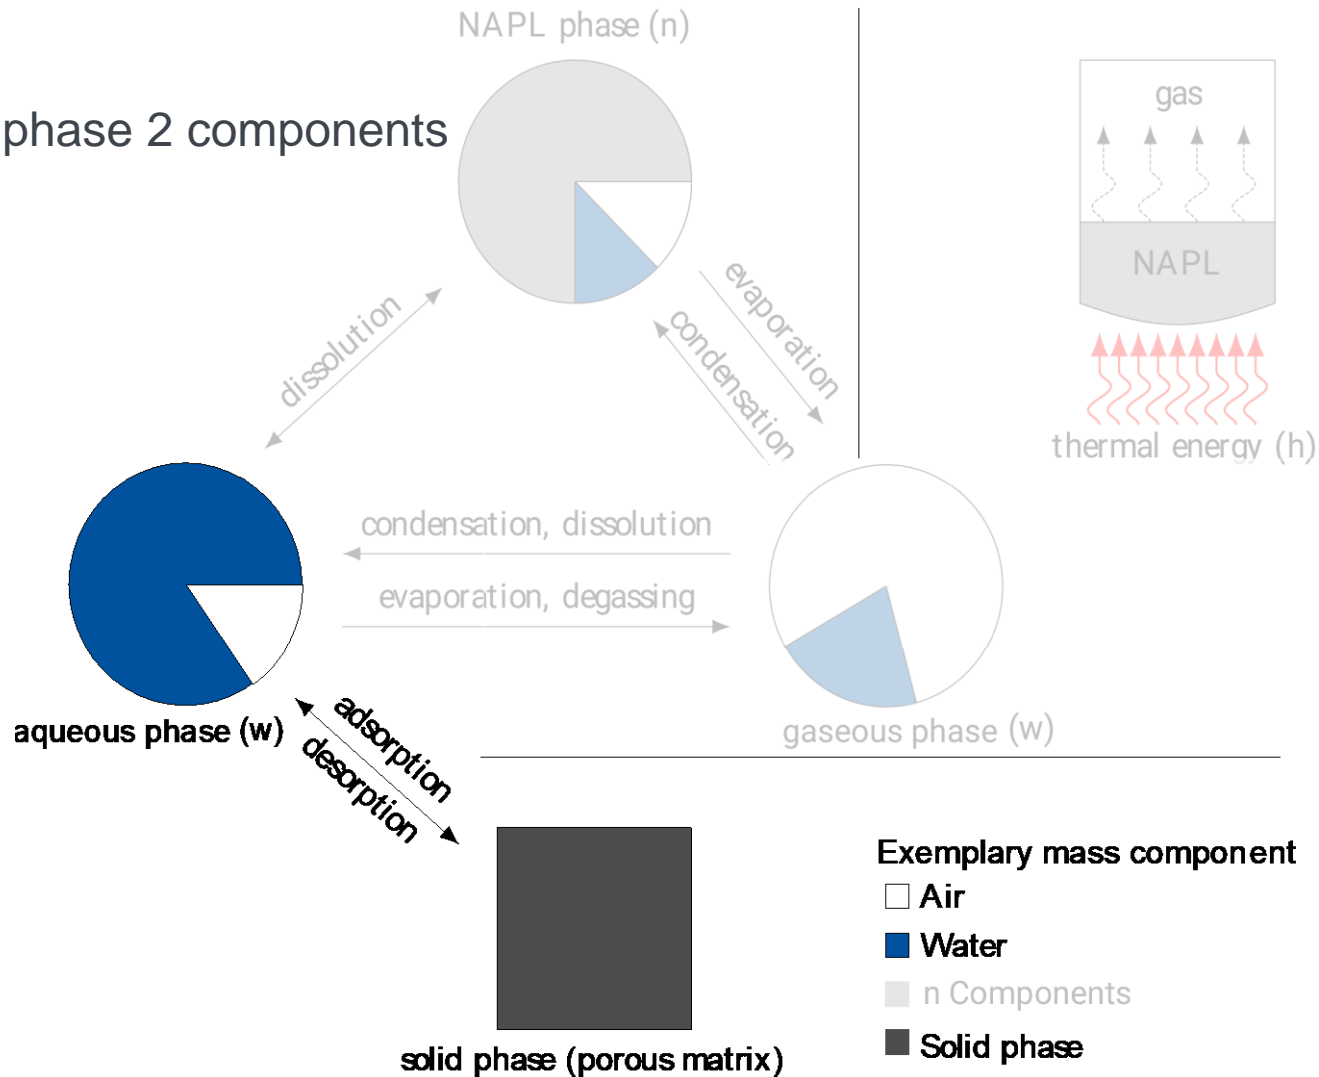 NAPL phase (n)
phase 2 components
gas
NAPL
thermal energy (h)
evaporation
condensation
dissolution
condensation, dissolution
evaporation, degassing
aqueous phase (w)
gaseous phase (w)
adsorption
desorption
solid phase (porous matrix)
Exemplary mass component
Air
Water
n Components
Solid phase